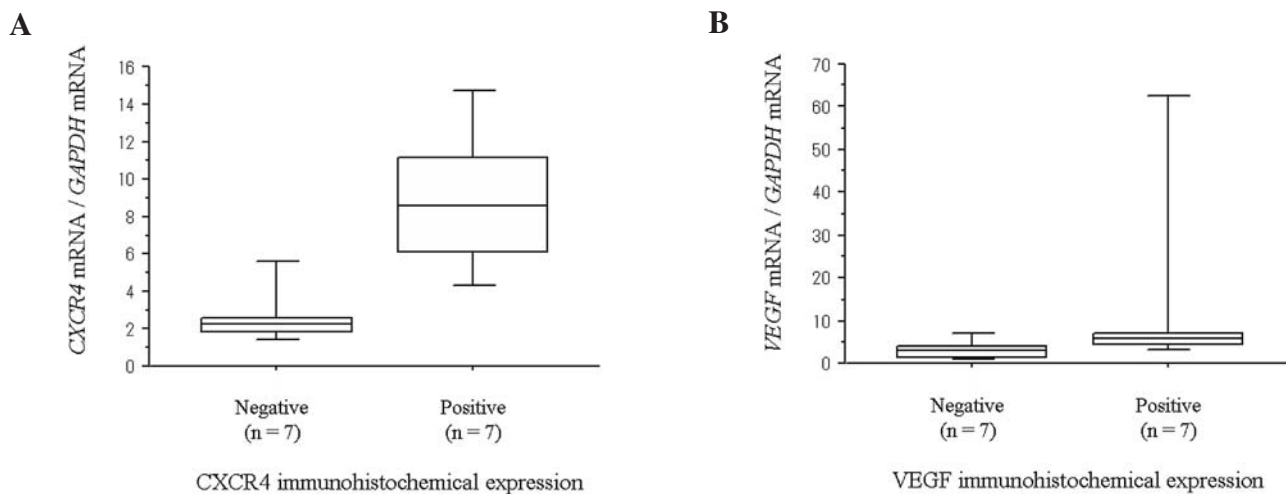 A
CXCR4 mRNA / GAPDH mRNA
16
14
12
10
8
6
4
2
0
Negative
(n = 7)
Positive
(n = 7)
CXCR4 immunohistochemical expression
B
VEGF mRNA / GAPDH mRNA
70
60
50
40
30
20
10
0
Negative
(n = 7)
Positive
(n = 7)
VEGF immunohistochemical expression